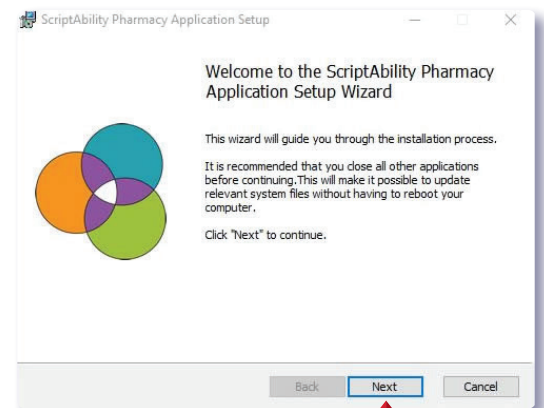 ScriptAbility Pharmacy Application Setup
Welcome to the ScriptAbility Pharmacy
Application Setup Wizard
This wizard will guide you through the installation process.
It is recommended that you close all other applications
before continuing.This will make it possible to update
relevant system files without having to reboot your
computer.
Click "Next" to continue.
Back Next Cancel